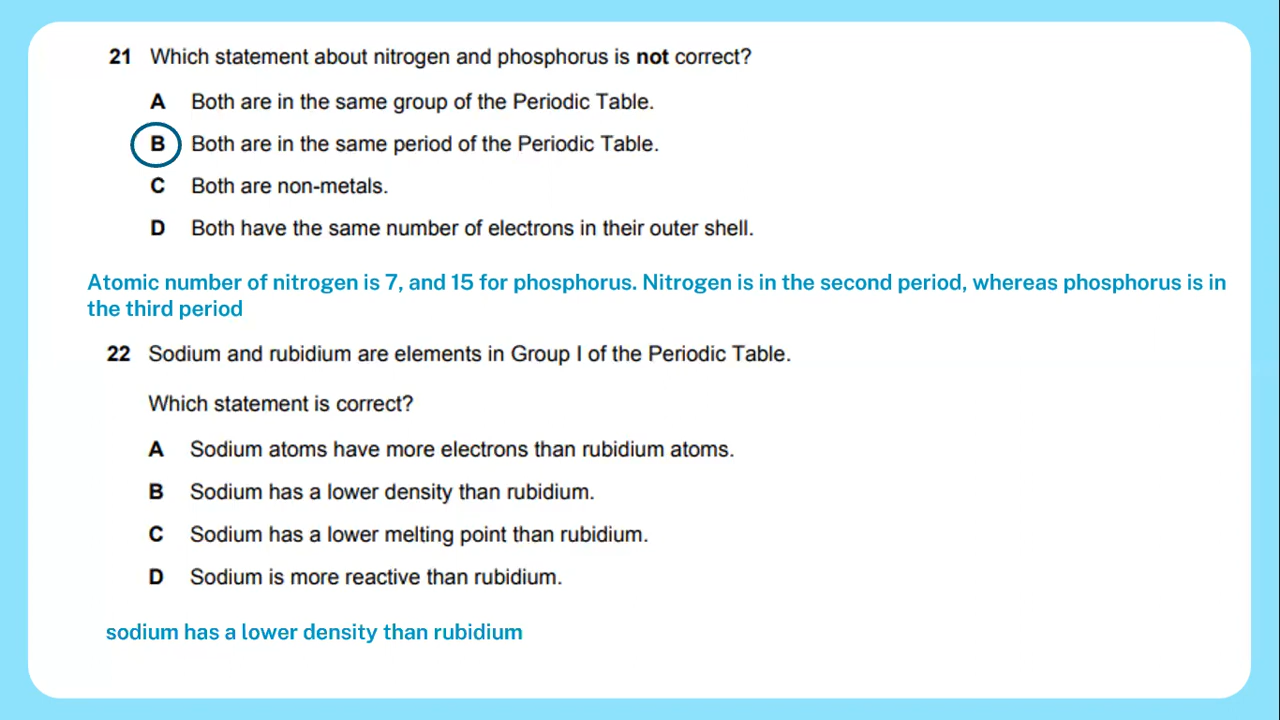 21 Which statement about nitrogen and phosphorus is not correct?
A Both are in the same group of the Periodic Table.
B Both are in the same period of the Periodic Table.
C Both are non-metals.
D Both have the same number of electrons in their outer shell.
Atomic number of nitrogen is 7, and 15 for phosphorus. Nitrogen is in the second period, whereas phosphorus is in
the third period
22 Sodium and rubidium are elements in Group I of the Periodic Table.
Which statement is correct?
A Sodium atoms have more electrons than rubidium atoms.
B Sodium has a lower density than rubidium.
C Sodium has a lower melting point than rubidium.
D Sodium is more reactive than rubidium.
sodium has a lower density than rubidium